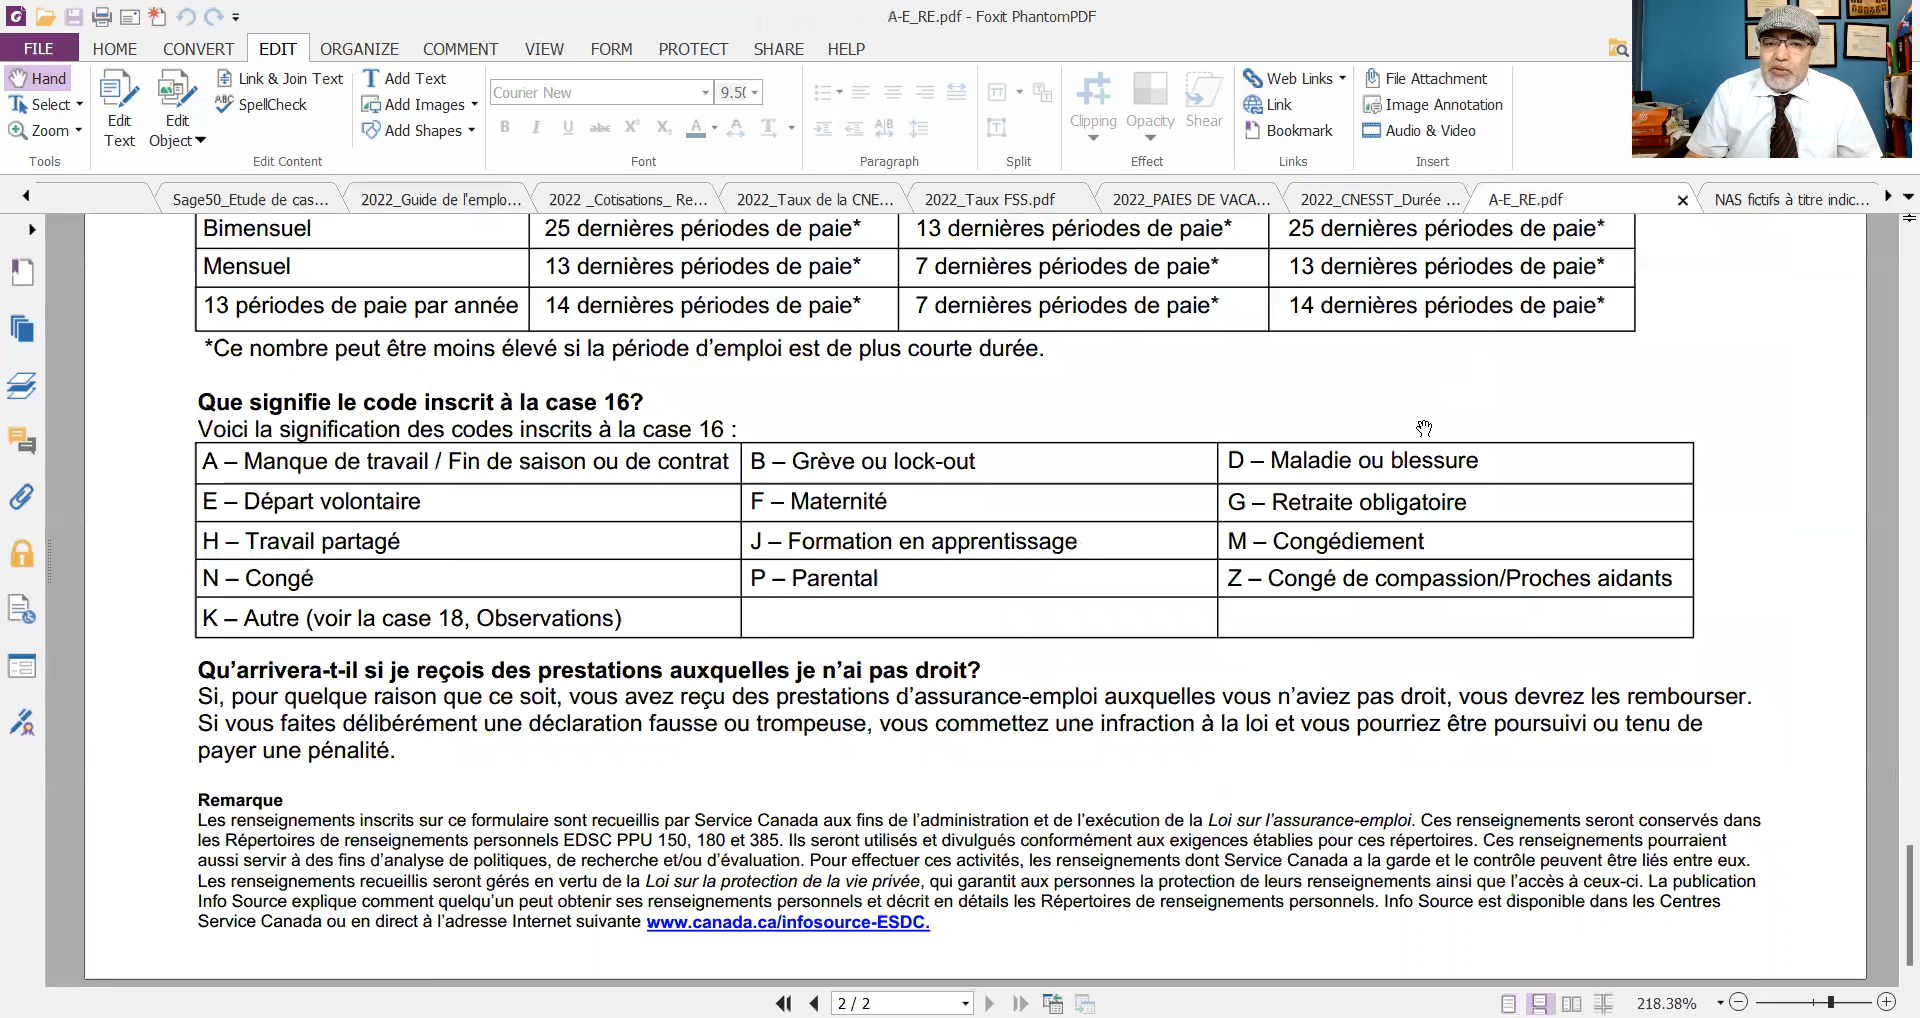 A-E_RE.pdf - Foxit PhantomPDF
FILE HOME CONVERT EDIT ORGANIZE COMMENT VIEW FORM PROTECT SHARE HELP
Hand
Select
Zoom
Tools
Edit Text
Edit Object
Link & Join Text
SpellCheck
Edit Content
Add Text
Add Images
Add Shapes
Courier New 9.5(
B I U abc X² X₂ A
Font
Paragraph
Split
Clipping Opacity Shear
Effect
Web Links
Link
Bookmark
Links
File Attachment
Image Annotation
Audio & Video
Insert
Sage50_Etude de cas... 2022_Guide de l'emplo... 2022 _Cotisations_ Re... 2022_Taux de la CNE... 2022_Taux FSS.pdf 2022_PAIES DE VACA... 2022_CNESST_Durée ... A-E_RE.pdf NAS fictifs à titre indic...
Bimensuel 25 dernières périodes de paie* 13 dernières périodes de paie* 25 dernières périodes de paie*
Mensuel 13 dernières périodes de paie* 7 dernières périodes de paie* 13 dernières périodes de paie*
13 périodes de paie par année 14 dernières périodes de paie* 7 dernières périodes de paie* 14 dernières périodes de paie*
*Ce nombre peut être moins élevé si la période d'emploi est de plus courte durée.
Que signifie le code inscrit à la case 16?
Voici la signification des codes inscrits à la case 16 :
A – Manque de travail / Fin de saison ou de contrat B – Grève ou lock-out D – Maladie ou blessure
E – Départ volontaire F – Maternité G – Retraite obligatoire
H – Travail partagé J – Formation en apprentissage M – Congédiement
N – Congé P – Parental Z – Congé de compassion/Proches aidants
K – Autre (voir la case 18, Observations)
Qu'arrivera-t-il si je reçois des prestations auxquelles je n'ai pas droit?
Si, pour quelque raison que ce soit, vous avez reçu des prestations d'assurance-emploi auxquelles vous n'aviez pas droit, vous devrez les rembourser.
Si vous faites délibérément une déclaration fausse ou trompeuse, vous commettez une infraction à la loi et vous pourriez être poursuivi ou tenu de
payer une pénalité.
Remarque
Les renseignements inscrits sur ce formulaire sont recueillis par Service Canada aux fins de l'administration et de l'exécution de la Loi sur l'assurance-emploi. Ces renseignements seront conservés dans
les Répertoires de renseignements personnels EDSC PPU 150, 180 et 385. Ils seront utilisés et divulgués conformément aux exigences établies pour ces répertoires. Ces renseignements pourraient
aussi servir à des fins d'analyse de politiques, de recherche et/ou d'évaluation. Pour effectuer ces activités, les renseignements dont Service Canada a la garde et le contrôle peuvent être liés entre eux.
Les renseignements recueillis seront gérés en vertu de la Loi sur la protection de la vie privée, qui garantit aux personnes la protection de leurs renseignements ainsi que l'accès à ceux-ci. La publication
Info Source explique comment quelqu'un peut obtenir ses renseignements personnels et décrit en détails les Répertoires de renseignements personnels. Info Source est disponible dans les Centres
Service Canada ou en direct à l'adresse Internet suivante www.canada.ca/infosource-ESDC.
2 / 2
218.38%